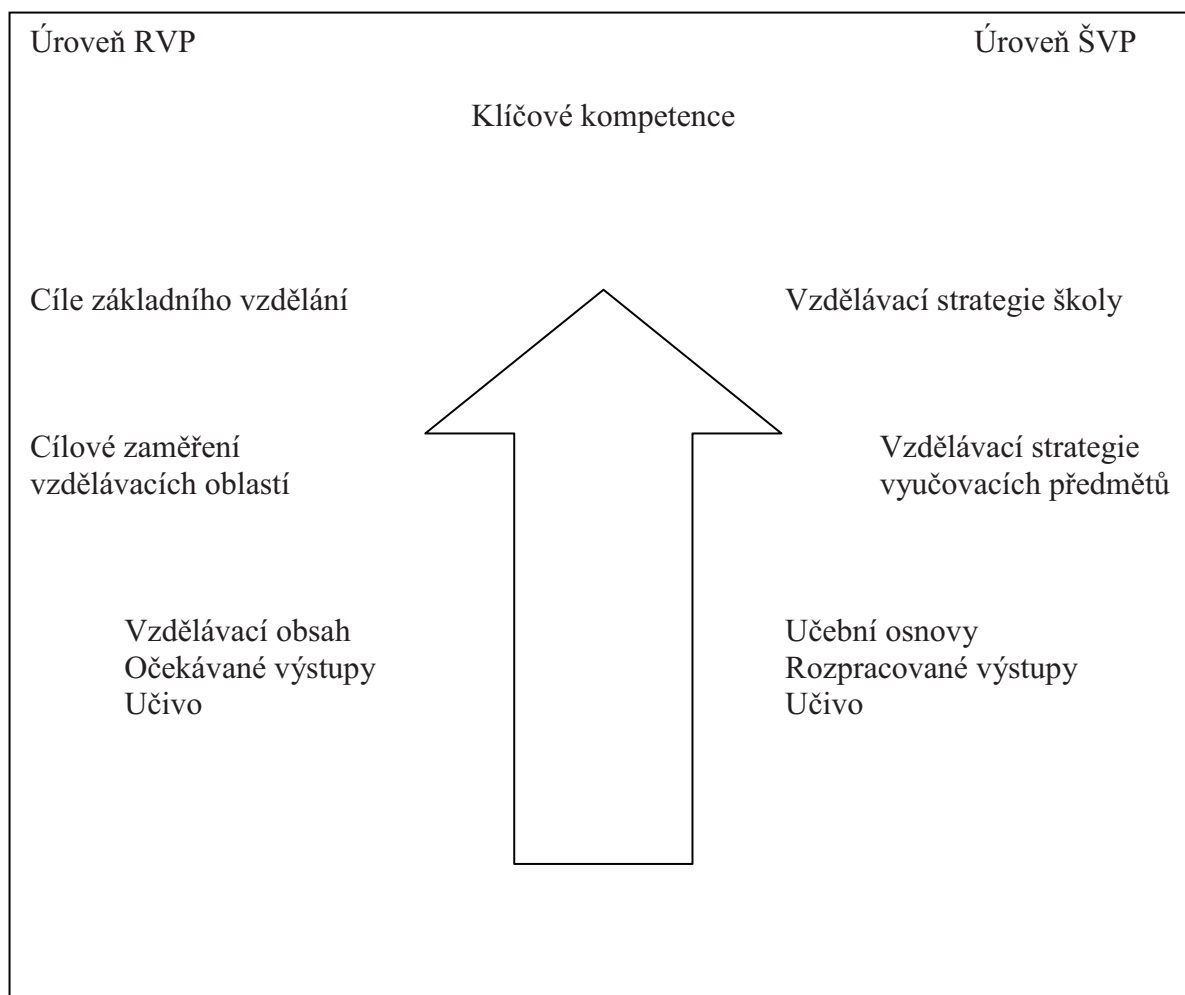 Úroveň RVP
Úroveň ŠVP
Klíčové kompetence
Cíle základního vzdělání
Vzdělávací strategie školy
Cílové zaměření
vzdělávacích oblastí
Vzdělávací strategie
vyučovacích předmětů
Vzdělávací obsah
Očekávané výstupy
Učivo
Učební osnovy
Rozpracované výstupy
Učivo